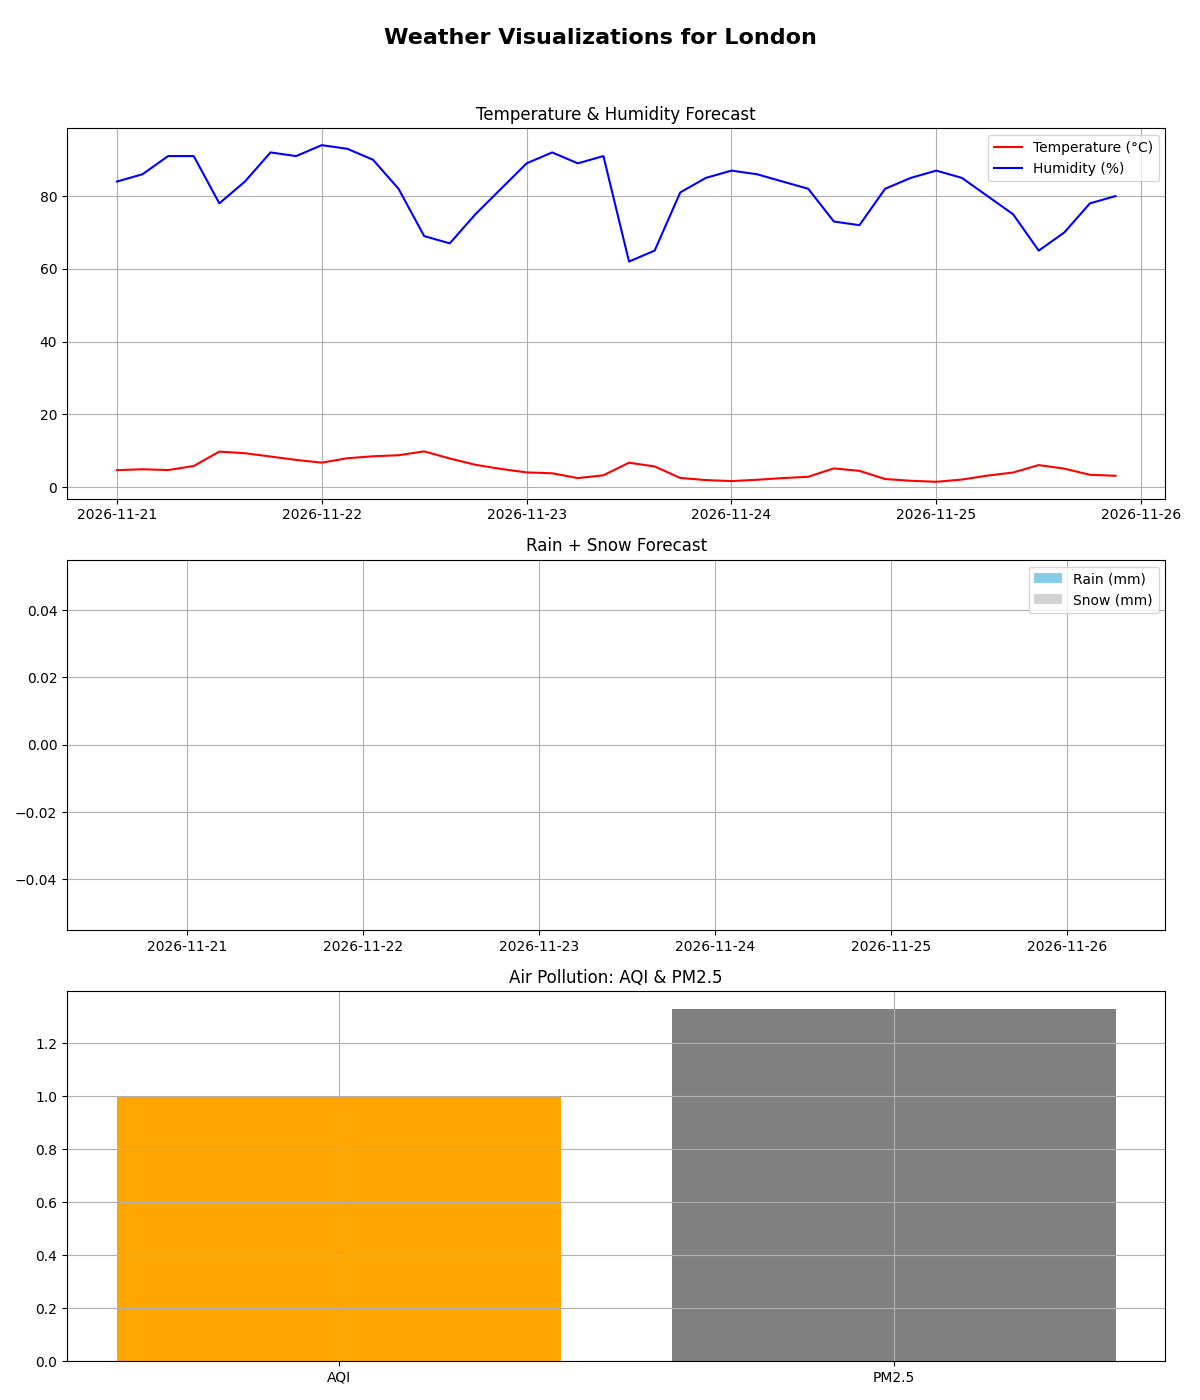 Weather Visualizations for London
Temperature & Humidity Forecast
Temperature (°C)
Humidity (%)
80
60
40
20
0
2026-11-21 2026-11-22 2026-11-23 2026-11-24 2026-11-25 2026-11-26
Rain + Snow Forecast
Rain (mm)
Snow (mm)
0.04
0.02
0.00
−0.02
−0.04
2026-11-21 2026-11-22 2026-11-23 2026-11-24 2026-11-25 2026-11-26
Air Pollution: AQI & PM2.5
1.2
1.0
0.8
0.6
0.4
0.2
0.0
AQI PM2.5